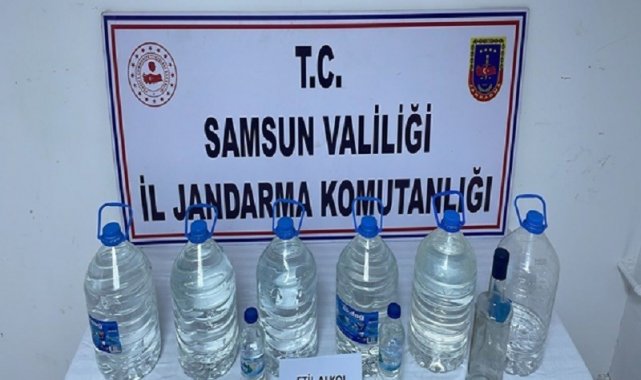 T.C.
SAMSUN VALİLİĞİ
İL JANDARMA KOMUTANLIĞI
ETİL ALKOL